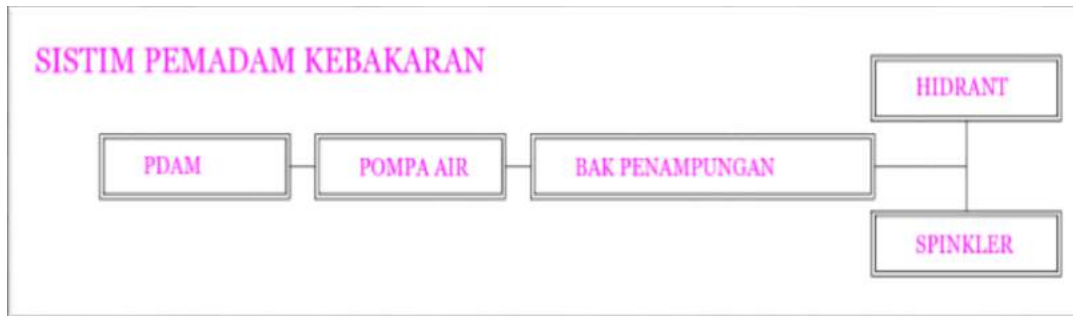 SISTIM PEMADAM KEBAKARAN
HIDRANT
PDAM
POMPA AIR
BAK PENAMPUNGAN
SPINKLER